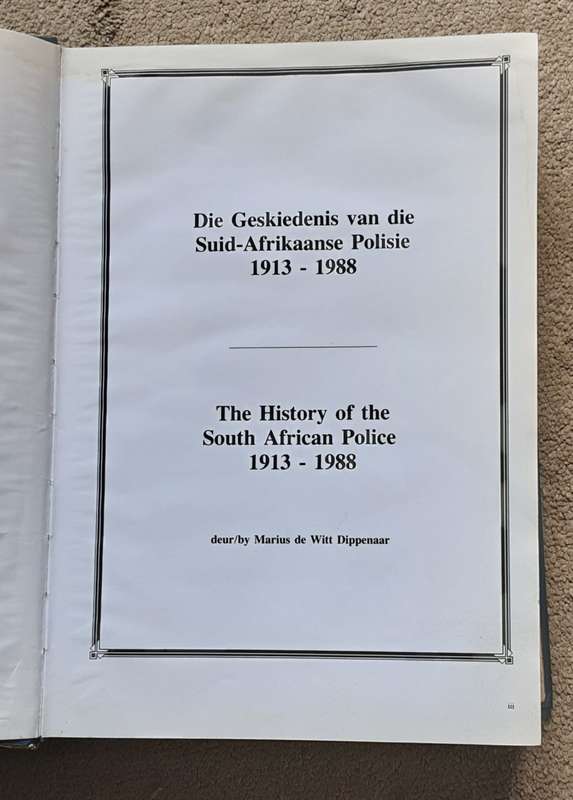 Die Geskiedenis van die
Suid-Afrikaanse Polisie
1913 - 1988
The History of the
South African Police
1913 - 1988
deur/by Marius de Witt Dippenaar
iii